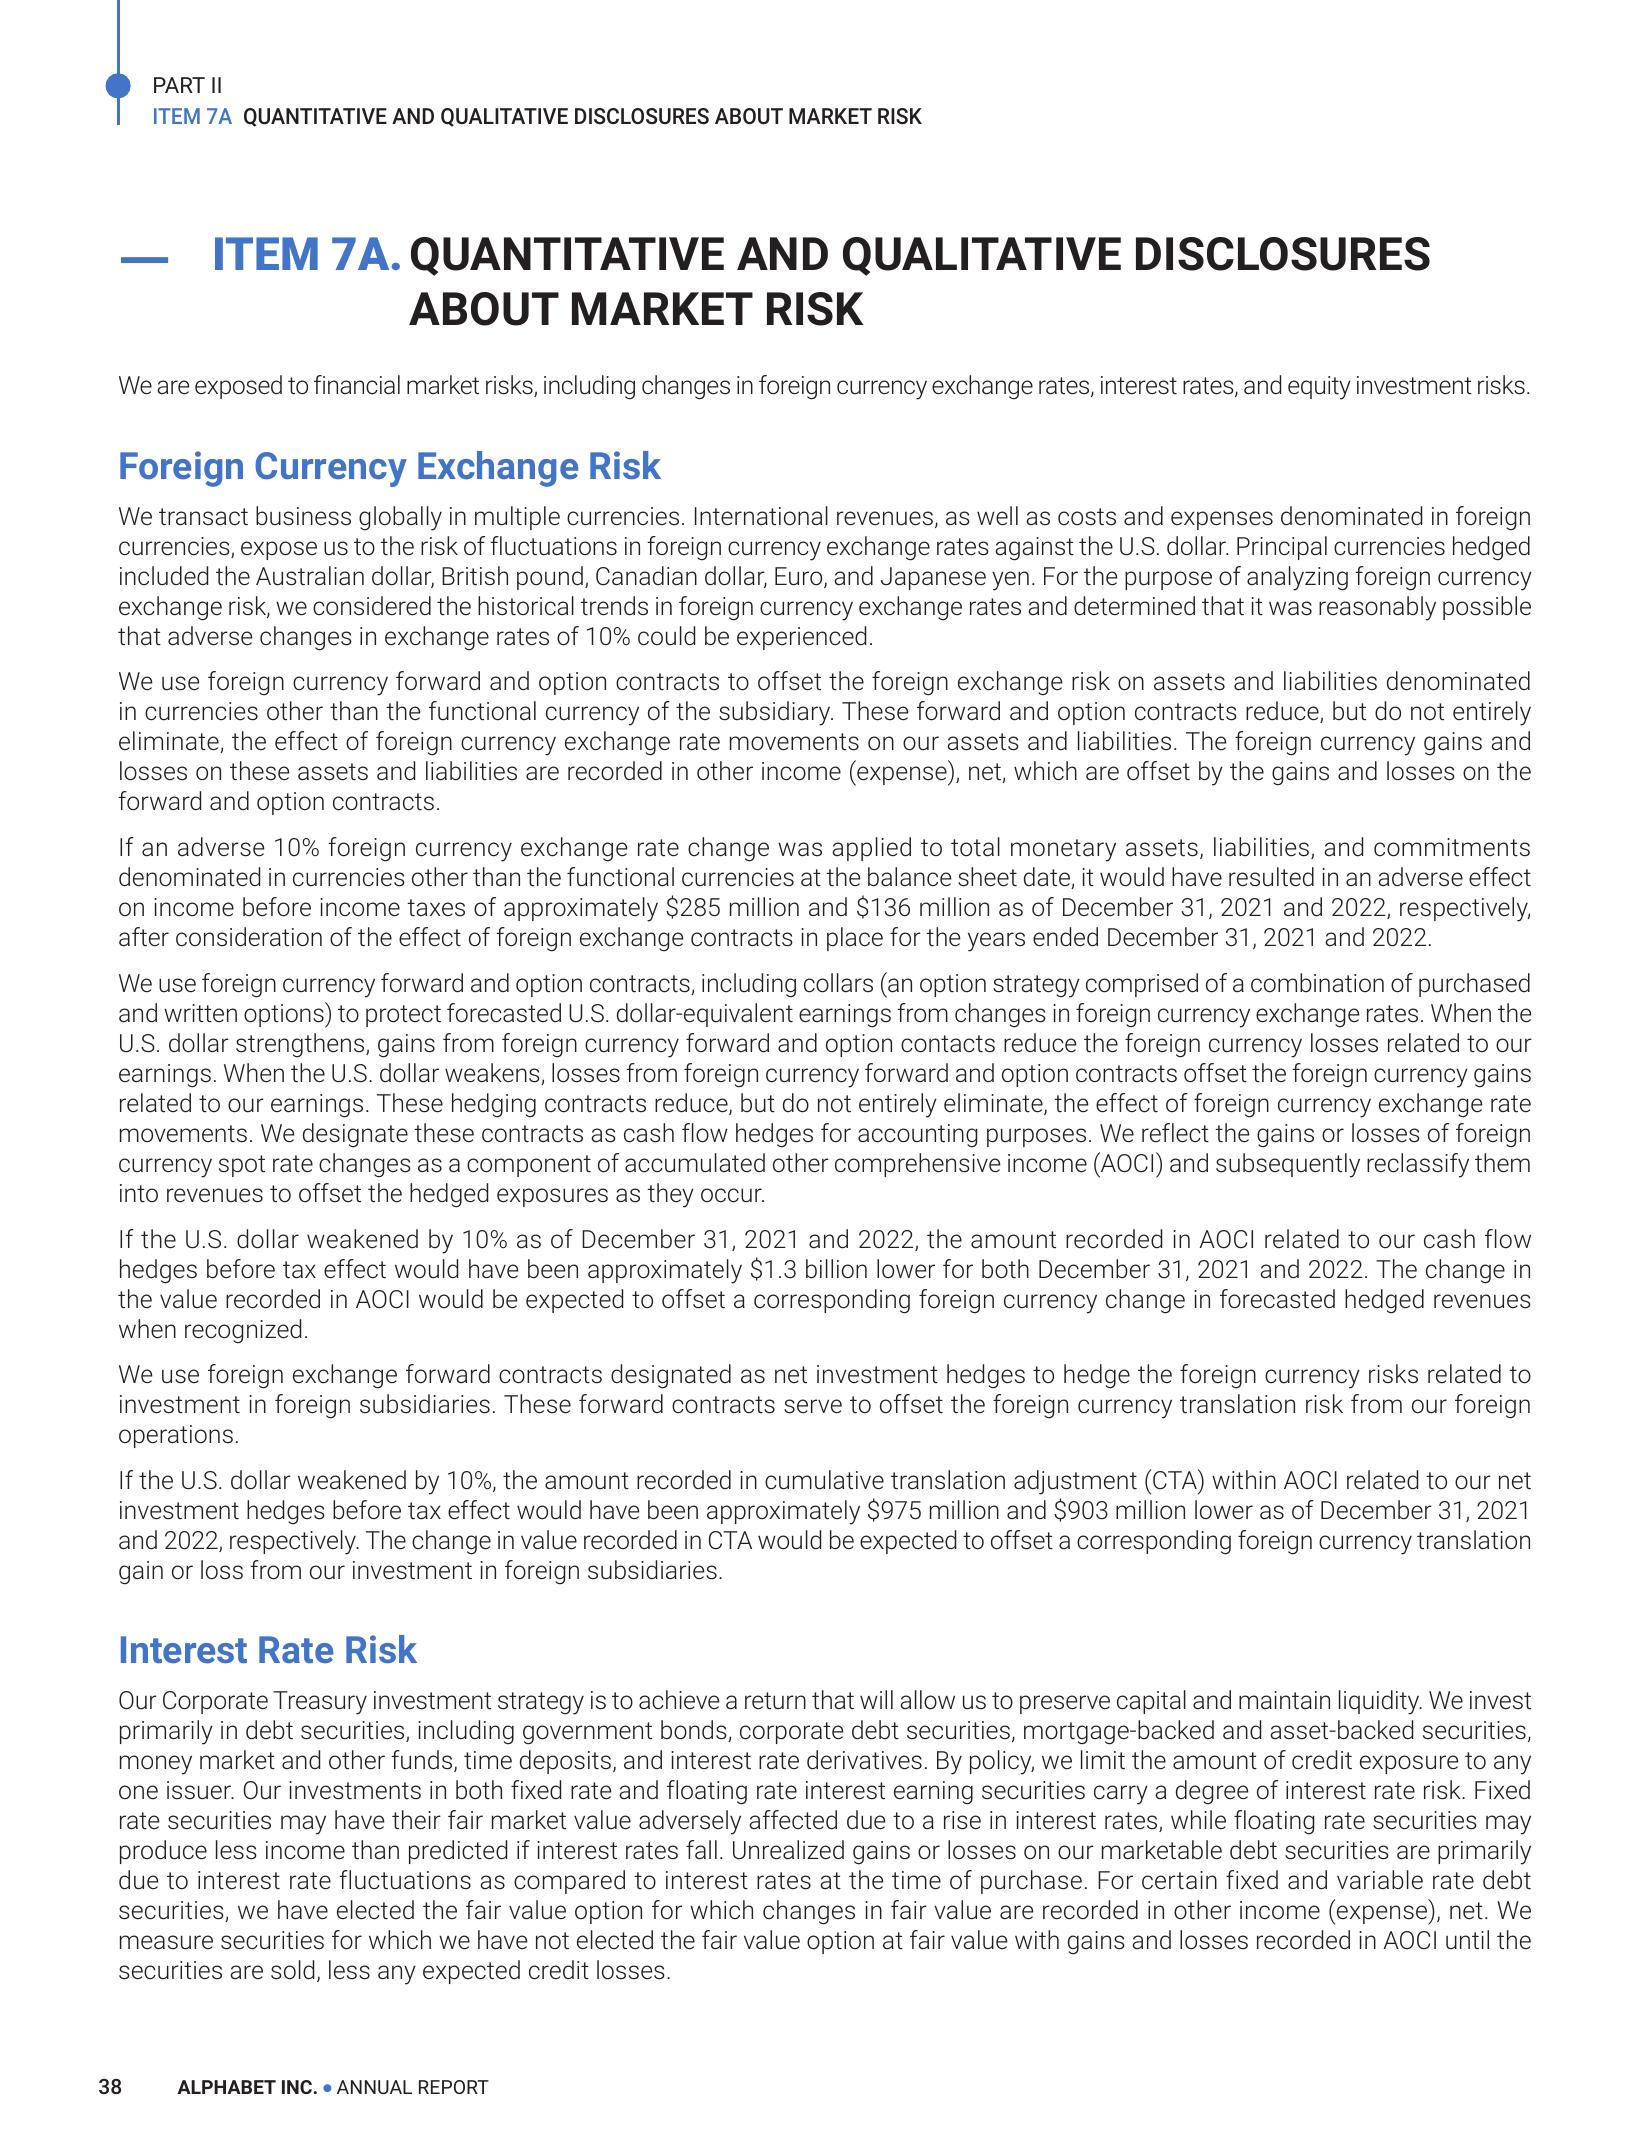 PART II
ITEM 7A QUANTITATIVE AND QUALITATIVE DISCLOSURES ABOUT MARKET RISK
— ITEM 7A. QUANTITATIVE AND QUALITATIVE DISCLOSURES
ABOUT MARKET RISK
We are exposed to financial market risks, including changes in foreign currency exchange rates, interest rates, and equity investment risks.
Foreign Currency Exchange Risk
We transact business globally in multiple currencies. International revenues, as well as costs and expenses denominated in foreign
currencies, expose us to the risk of fluctuations in foreign currency exchange rates against the U.S. dollar. Principal currencies hedged
included the Australian dollar, British pound, Canadian dollar, Euro, and Japanese yen. For the purpose of analyzing foreign currency
exchange risk, we considered the historical trends in foreign currency exchange rates and determined that it was reasonably possible
that adverse changes in exchange rates of 10% could be experienced.
We use foreign currency forward and option contracts to offset the foreign exchange risk on assets and liabilities denominated
in currencies other than the functional currency of the subsidiary. These forward and option contracts reduce, but do not entirely
eliminate, the effect of foreign currency exchange rate movements on our assets and liabilities. The foreign currency gains and
losses on these assets and liabilities are recorded in other income (expense), net, which are offset by the gains and losses on the
forward and option contracts.
If an adverse 10% foreign currency exchange rate change was applied to total monetary assets, liabilities, and commitments
denominated in currencies other than the functional currencies at the balance sheet date, it would have resulted in an adverse effect
on income before income taxes of approximately $285 million and $136 million as of December 31, 2021 and 2022, respectively,
after consideration of the effect of foreign exchange contracts in place for the years ended December 31, 2021 and 2022.
We use foreign currency forward and option contracts, including collars (an option strategy comprised of a combination of purchased
and written options) to protect forecasted U.S. dollar-equivalent earnings from changes in foreign currency exchange rates. When the
U.S. dollar strengthens, gains from foreign currency forward and option contacts reduce the foreign currency losses related to our
earnings. When the U.S. dollar weakens, losses from foreign currency forward and option contracts offset the foreign currency gains
related to our earnings. These hedging contracts reduce, but do not entirely eliminate, the effect of foreign currency exchange rate
movements. We designate these contracts as cash flow hedges for accounting purposes. We reflect the gains or losses of foreign
currency spot rate changes as a component of accumulated other comprehensive income (AOCI) and subsequently reclassify them
into revenues to offset the hedged exposures as they occur.
If the U.S. dollar weakened by 10% as of December 31, 2021 and 2022, the amount recorded in AOCI related to our cash flow
hedges before tax effect would have been approximately $1.3 billion lower for both December 31, 2021 and 2022. The change in
the value recorded in AOCI would be expected to offset a corresponding foreign currency change in forecasted hedged revenues
when recognized.
We use foreign exchange forward contracts designated as net investment hedges to hedge the foreign currency risks related to
investment in foreign subsidiaries. These forward contracts serve to offset the foreign currency translation risk from our foreign
operations.
If the U.S. dollar weakened by 10%, the amount recorded in cumulative translation adjustment (CTA) within AOCI related to our net
investment hedges before tax effect would have been approximately $975 million and $903 million lower as of December 31, 2021
and 2022, respectively. The change in value recorded in CTA would be expected to offset a corresponding foreign currency translation
gain or loss from our investment in foreign subsidiaries.
Interest Rate Risk
Our Corporate Treasury investment strategy is to achieve a return that will allow us to preserve capital and maintain liquidity. We invest
primarily in debt securities, including government bonds, corporate debt securities, mortgage-backed and asset-backed securities,
money market and other funds, time deposits, and interest rate derivatives. By policy, we limit the amount of credit exposure to any
one issuer. Our investments in both fixed rate and floating rate interest earning securities carry a degree of interest rate risk. Fixed
rate securities may have their fair market value adversely affected due to a rise in interest rates, while floating rate securities may
produce less income than predicted if interest rates fall. Unrealized gains or losses on our marketable debt securities are primarily
due to interest rate fluctuations as compared to interest rates at the time of purchase. For certain fixed and variable rate debt
securities, we have elected the fair value option for which changes in fair value are recorded in other income (expense), net. We
measure securities for which we have not elected the fair value option at fair value with gains and losses recorded in AOCI until the
securities are sold, less any expected credit losses.
38 ALPHABET INC. • ANNUAL REPORT